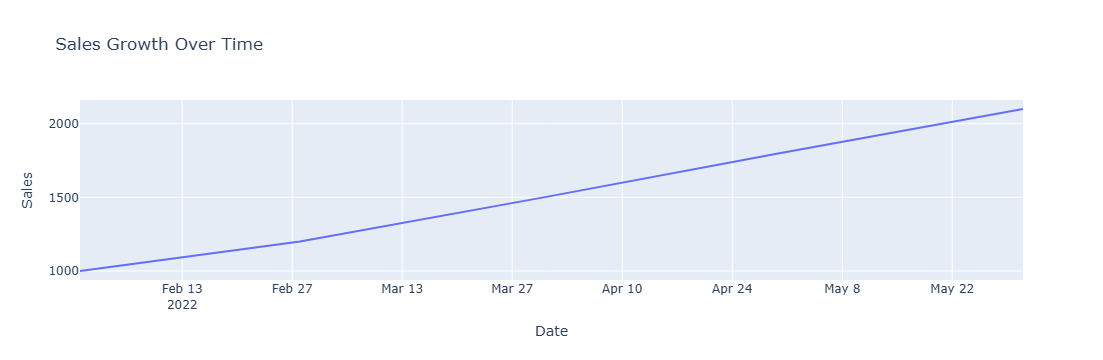 Sales Growth Over Time
2000
1500
1000
Sales
Feb 13 Feb 27 Mar 13 Mar 27 Apr 10 Apr 24 May 8 May 22
2022
Date